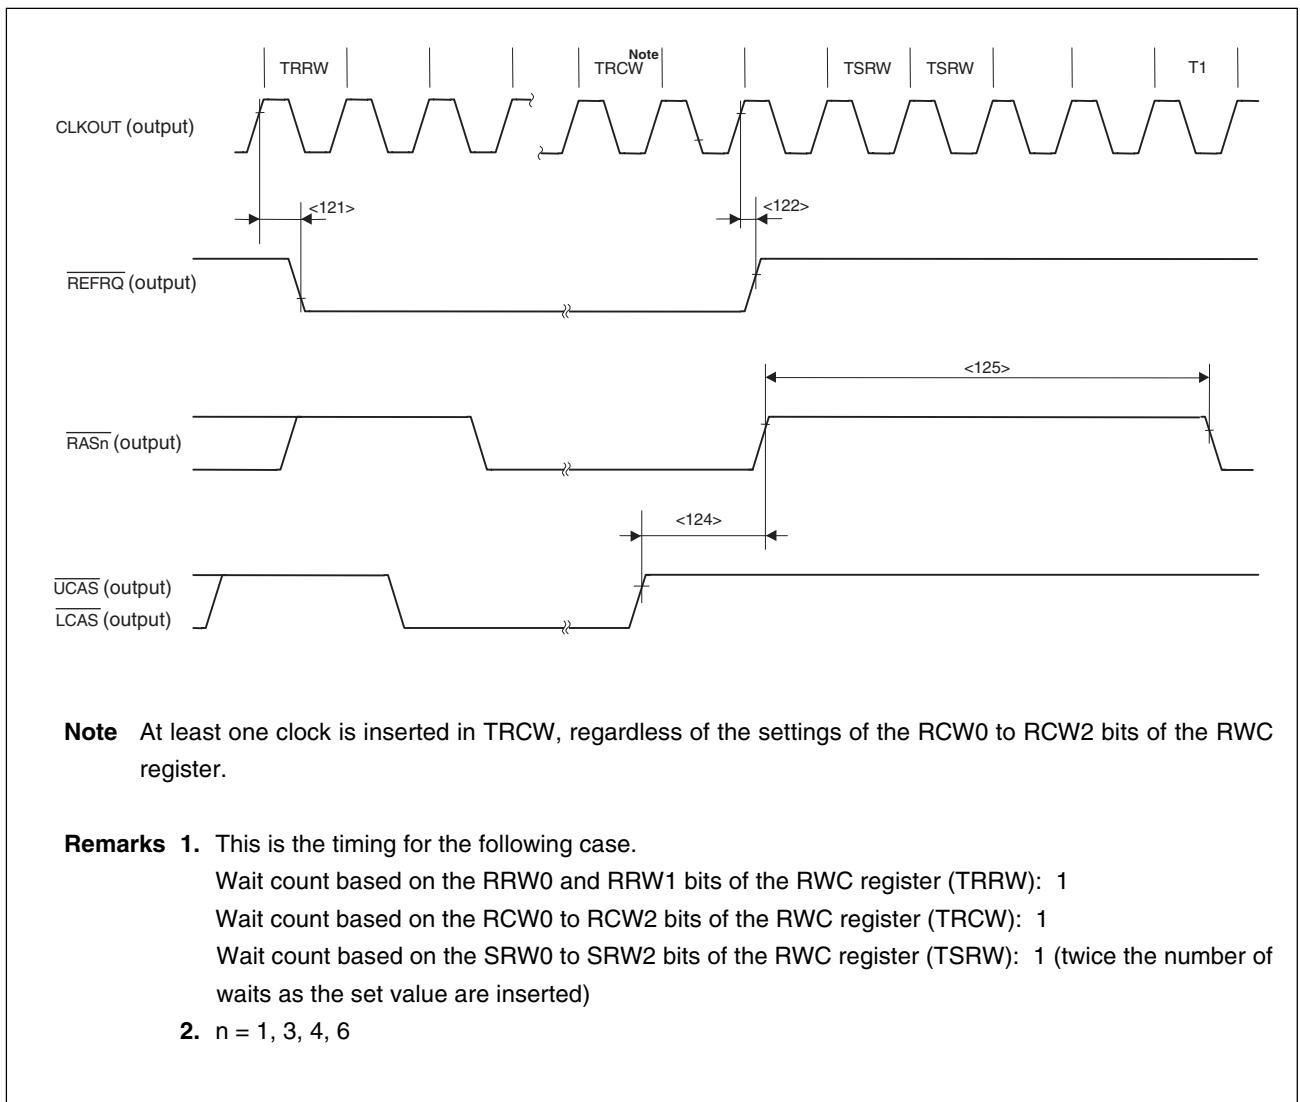 Note
TRRW TRCW TSRW TSRW T1
CLKOUT (output)
<121> <122>
REFRQ (output)
<125>
RASn (output)
<124>
UCAS (output)
LCAS (output)
Note At least one clock is inserted in TRCW, regardless of the settings of the RCW0 to RCW2 bits of the RWC
register.
Remarks 1. This is the timing for the following case.
Wait count based on the RRW0 and RRW1 bits of the RWC register (TRRW): 1
Wait count based on the RCW0 to RCW2 bits of the RWC register (TRCW): 1
Wait count based on the SRW0 to SRW2 bits of the RWC register (TSRW): 1 (twice the number of
waits as the set value are inserted)
2. n = 1, 3, 4, 6